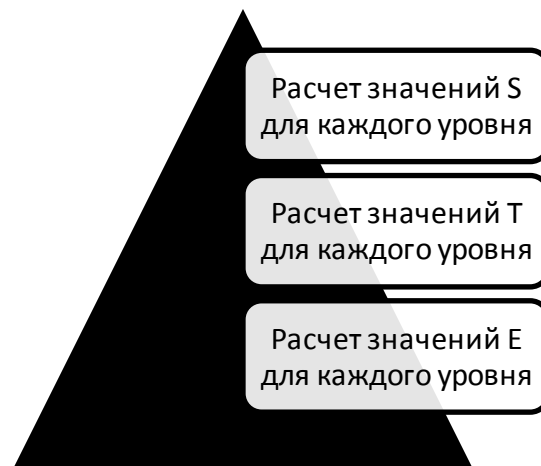 Расчет значений S
для каждого уровня
Расчет значений T
для каждого уровня
Расчет значений E
для каждого уровня